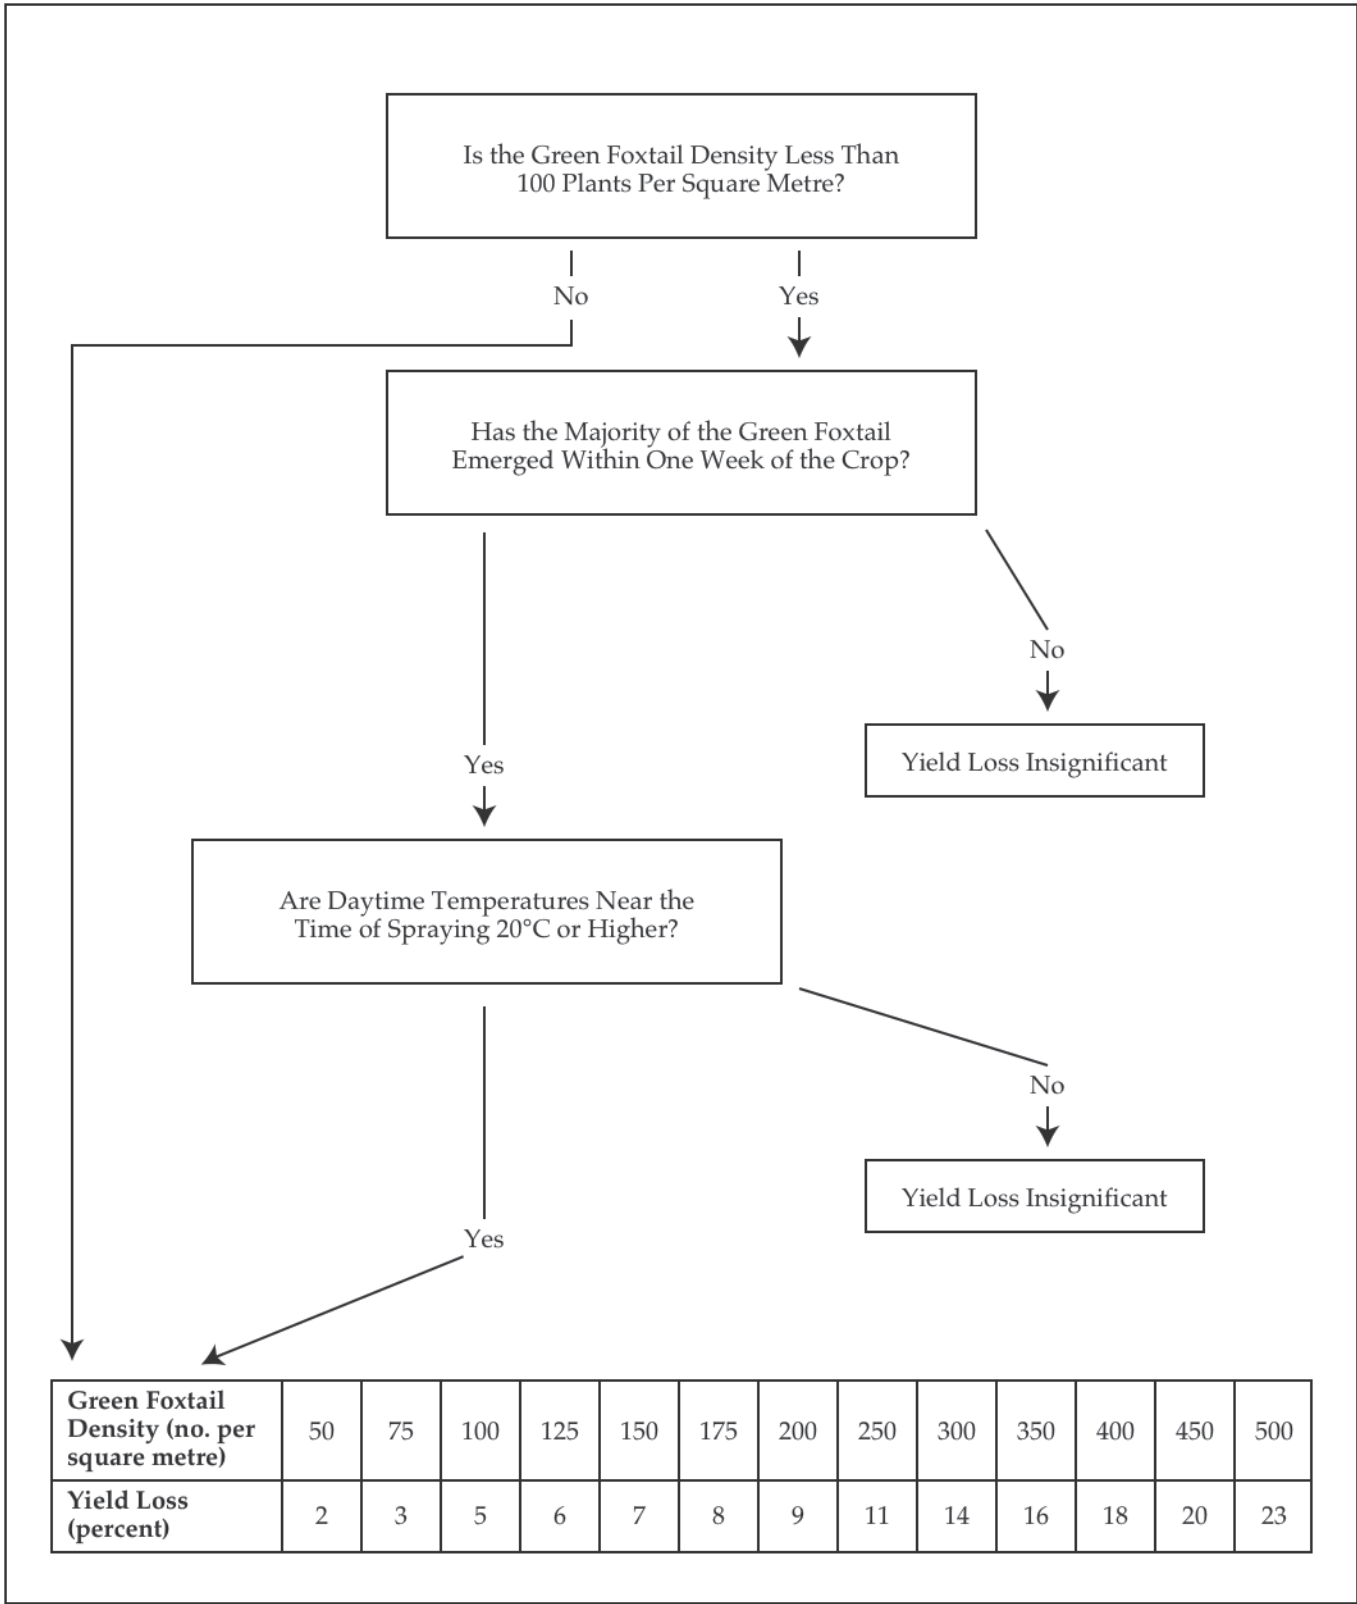 Is the Green Foxtail Density Less Than
100 Plants Per Square Metre?
No
Yes
Has the Majority of the Green Foxtail
Emerged Within One Week of the Crop?
No
Yield Loss Insignificant
Yes
Are Daytime Temperatures Near the
Time of Spraying 20°C or Higher?
No
Yield Loss Insignificant
Yes
Green Foxtail
Density (no. per
square metre)
50 75 100 125 150 175 200 250 300 350 400 450 500
Yield Loss
(percent)
2 3 5 6 7 8 9 11 14 16 18 20 23